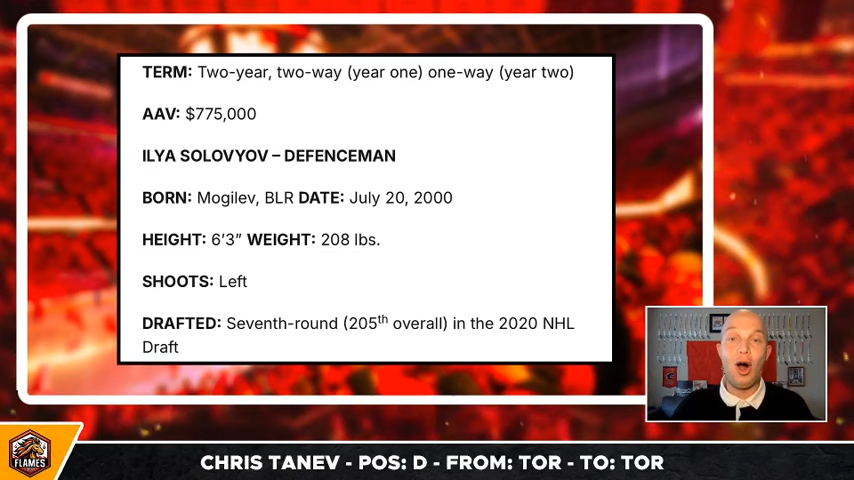 TERM: Two-year, two-way (year one) one-way (year two)
AAV: $775,000
ILYA SOLOVYOV – DEFENCEMAN
BORN: Mogilev, BLR DATE: July 20, 2000
HEIGHT: 6’3” WEIGHT: 208 lbs.
SHOOTS: Left
DRAFTED: Seventh-round (205th overall) in the 2020 NHL
Draft
FLAMES
CHRIS TANEV - POS: D - FROM: TOR - TO: TOR